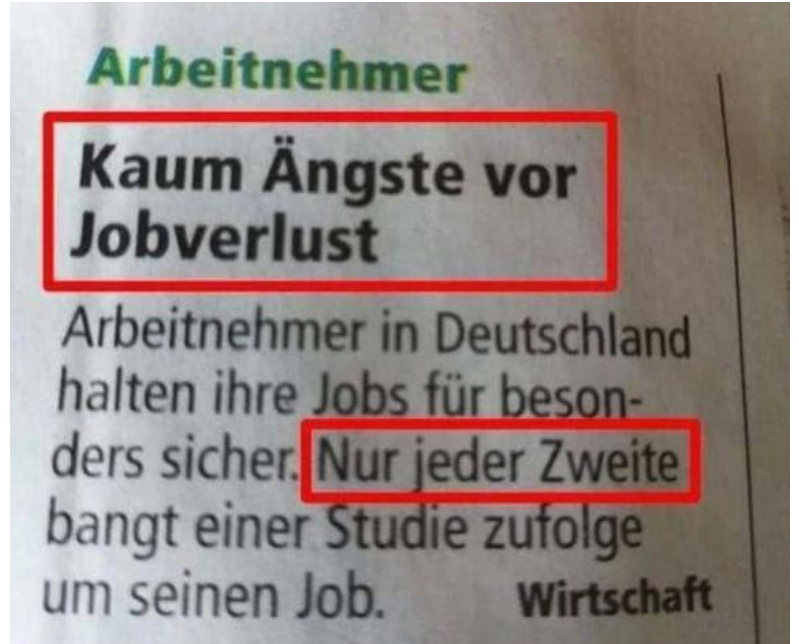 Arbeitnehmer
Kaum Ängste vor
Jobverlust
Arbeitnehmer in Deutschland
halten ihre Jobs für beson-
ders sicher. Nur jeder Zweite
bangt einer Studie zufolge
um seinen Job. Wirtschaft